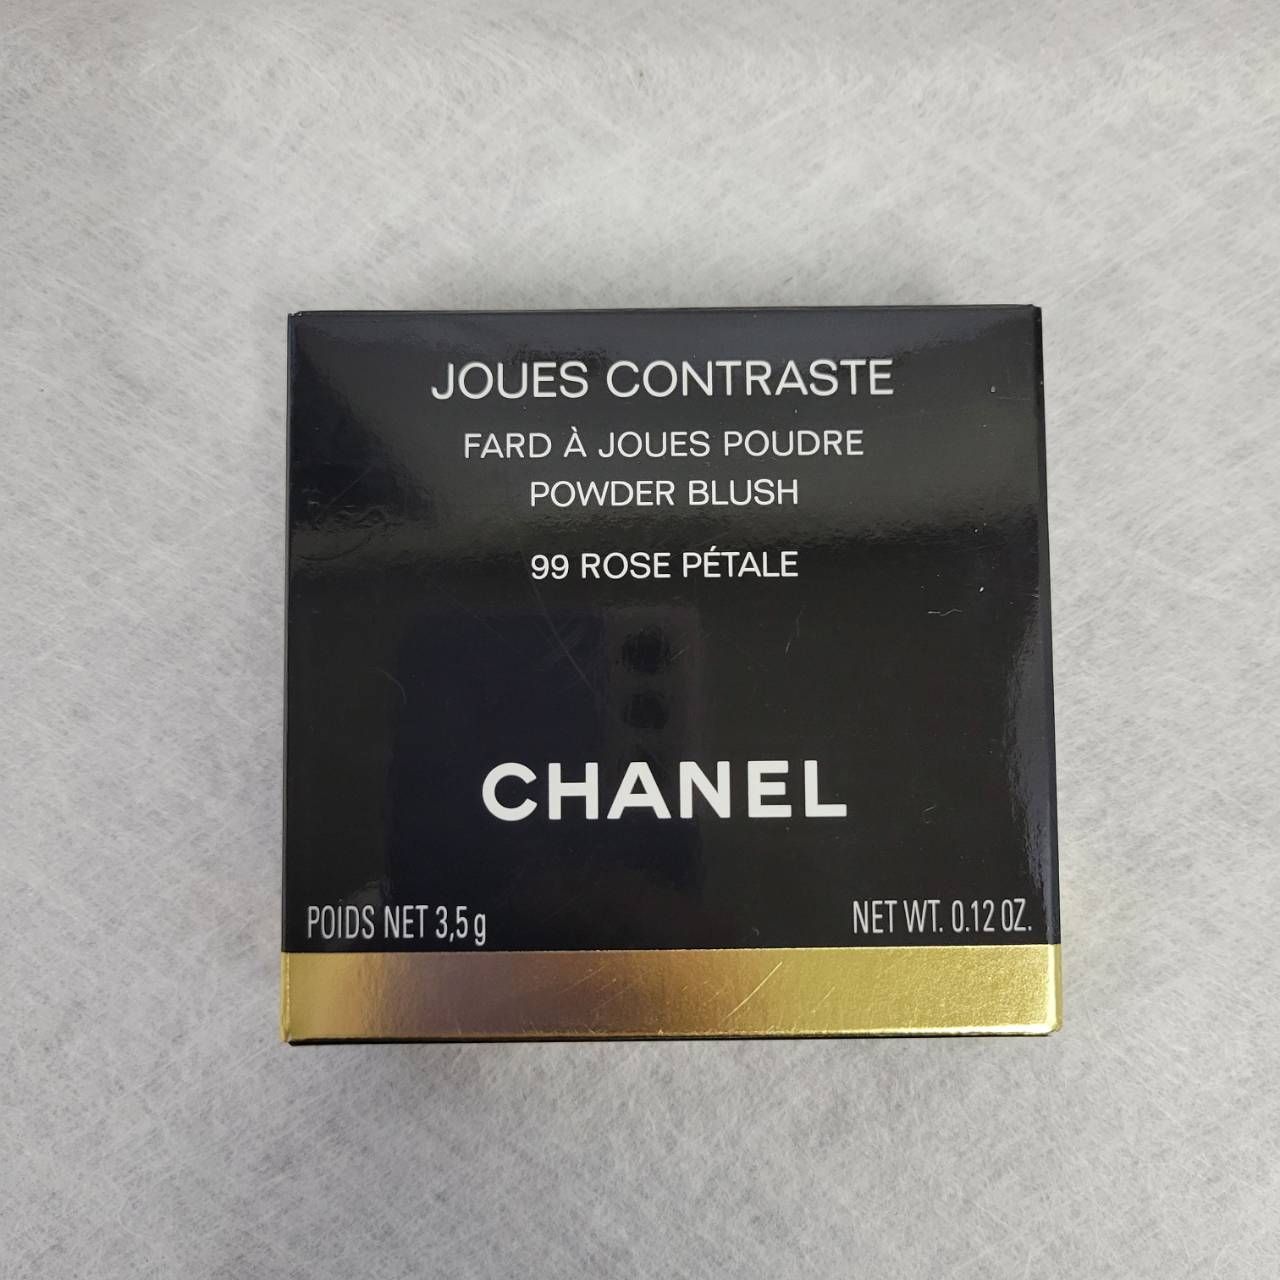 JOUES CONTRASTE
FARD À JOUES POUDRE
POWDER BLUSH
99 ROSE PÉTALE
CHANEL
POIDS NET 3,5 g
NET WT. 0.12 OZ.